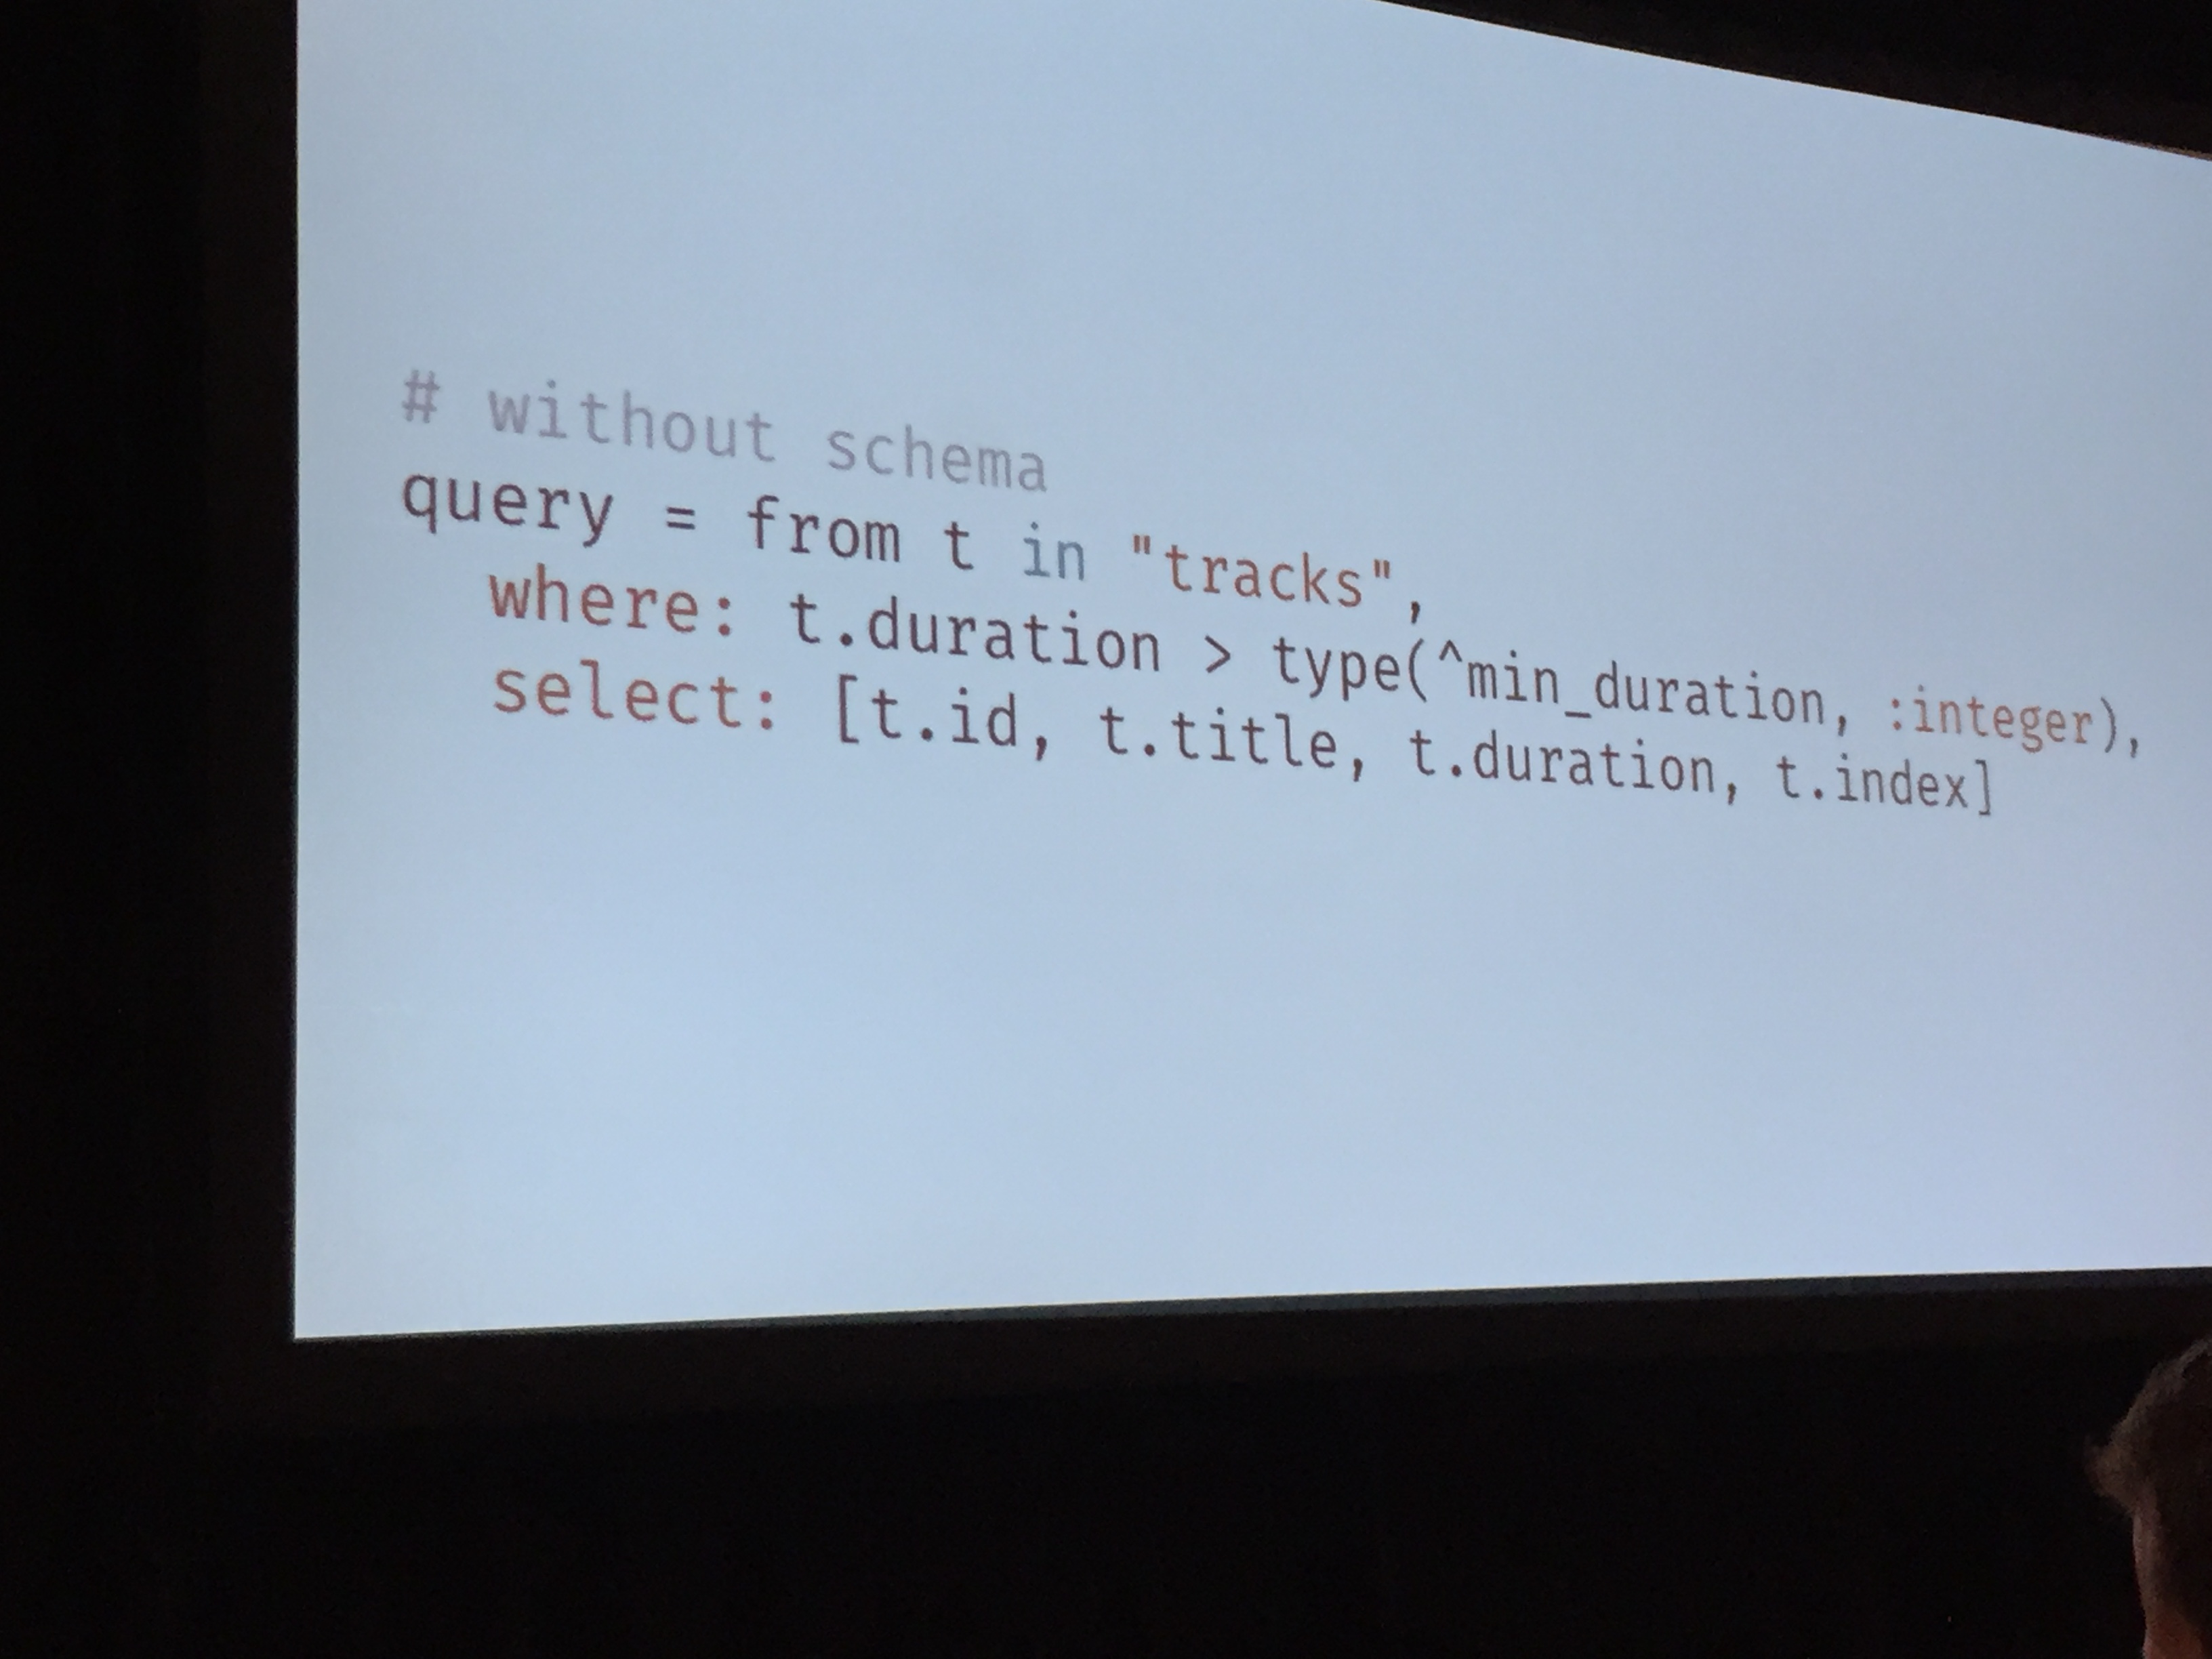 # without schema
query = from t in "tracks",
  where: t.duration > type(^min_duration, :integer),
  select: [t.id, t.title, t.duration, t.index]